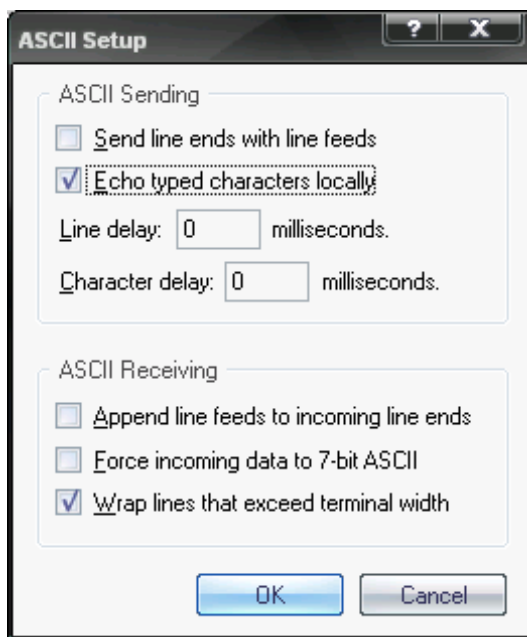 ASCII Setup
? X
ASCII Sending
Send line ends with line feeds
Echo typed characters locally
Line delay: 0 milliseconds.
Character delay: 0 milliseconds.
ASCII Receiving
Append line feeds to incoming line ends
Force incoming data to 7-bit ASCII
Wrap lines that exceed terminal width
OK Cancel